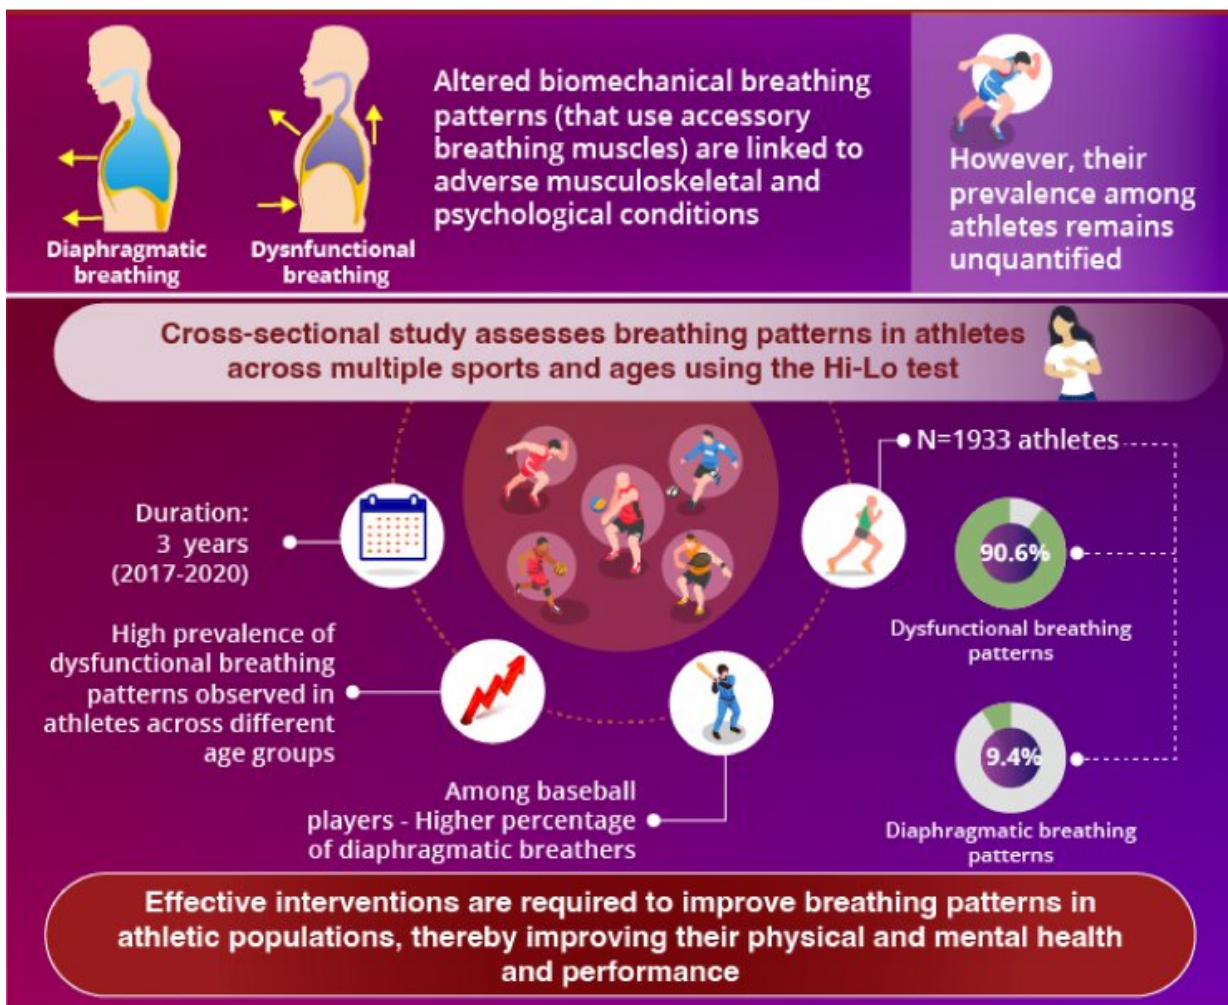 Altered biomechanical breathing
patterns (that use accessory
breathing muscles) are linked to
adverse musculoskeletal and
psychological conditions
However, their
prevalence among
athletes remains
unquantified
Diaphragmatic
breathing
Dysnfunctional
breathing
Cross-sectional study assesses breathing patterns in athletes
across multiple sports and ages using the Hi-Lo test
N=1933 athletes
Duration:
3 years
(2017-2020)
90.6%
Dysfunctional breathing
patterns
High prevalence of
dysfunctional breathing
patterns observed in
athletes across different
age groups
9.4%
Diaphragmatic breathing
patterns
Among baseball
players - Higher percentage
of diaphragmatic breathers
Effective interventions are required to improve breathing patterns in
athletic populations, thereby improving their physical and mental health
and performance